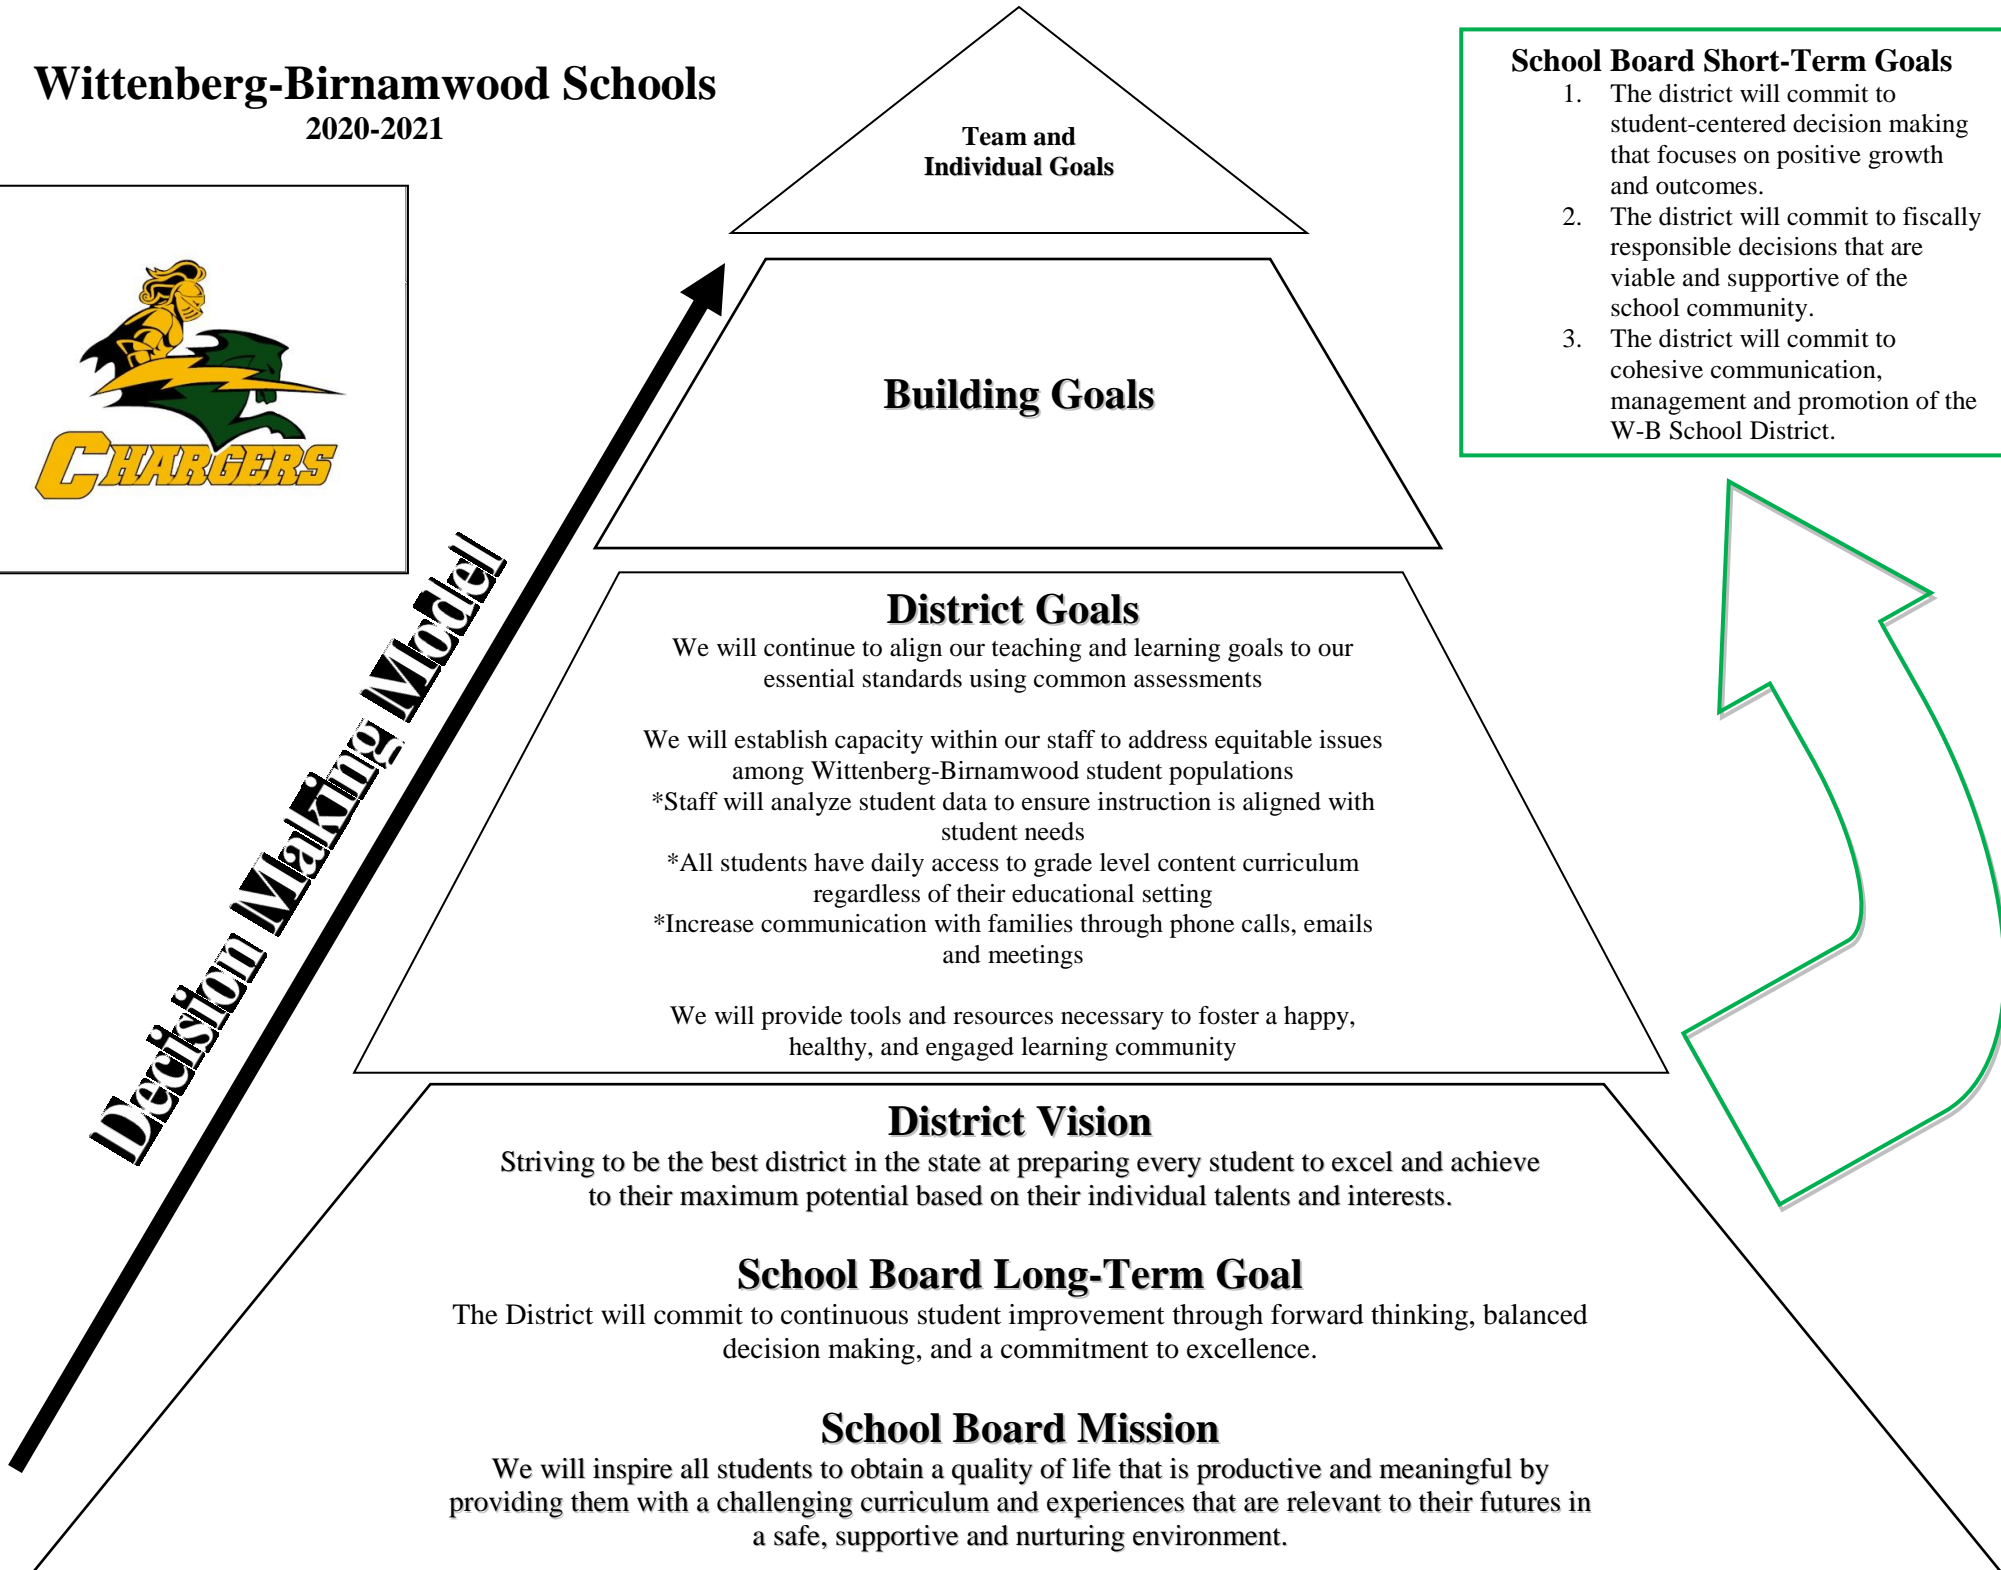 Wittenberg-Birnamwood Schools
2020-2021
CHARGERS
Decision Making Model
Team and
Individual Goals
Building Goals
District Goals
We will continue to align our teaching and learning goals to our
essential standards using common assessments
We will establish capacity within our staff to address equitable issues
among Wittenberg-Birnamwood student populations
*Staff will analyze student data to ensure instruction is aligned with
student needs
*All students have daily access to grade level content curriculum
regardless of their educational setting
*Increase communication with families through phone calls, emails
and meetings
We will provide tools and resources necessary to foster a happy,
healthy, and engaged learning community
District Vision
Striving to be the best district in the state at preparing every student to excel and achieve
to their maximum potential based on their individual talents and interests.
School Board Long-Term Goal
The District will commit to continuous student improvement through forward thinking, balanced
decision making, and a commitment to excellence.
School Board Mission
We will inspire all students to obtain a quality of life that is productive and meaningful by
providing them with a challenging curriculum and experiences that are relevant to their futures in
a safe, supportive and nurturing environment.
School Board Short-Term Goals
1. The district will commit to
student-centered decision making
that focuses on positive growth
and outcomes.
2. The district will commit to fiscally
responsible decisions that are
viable and supportive of the
school community.
3. The district will commit to
cohesive communication,
management and promotion of the
W-B School District.